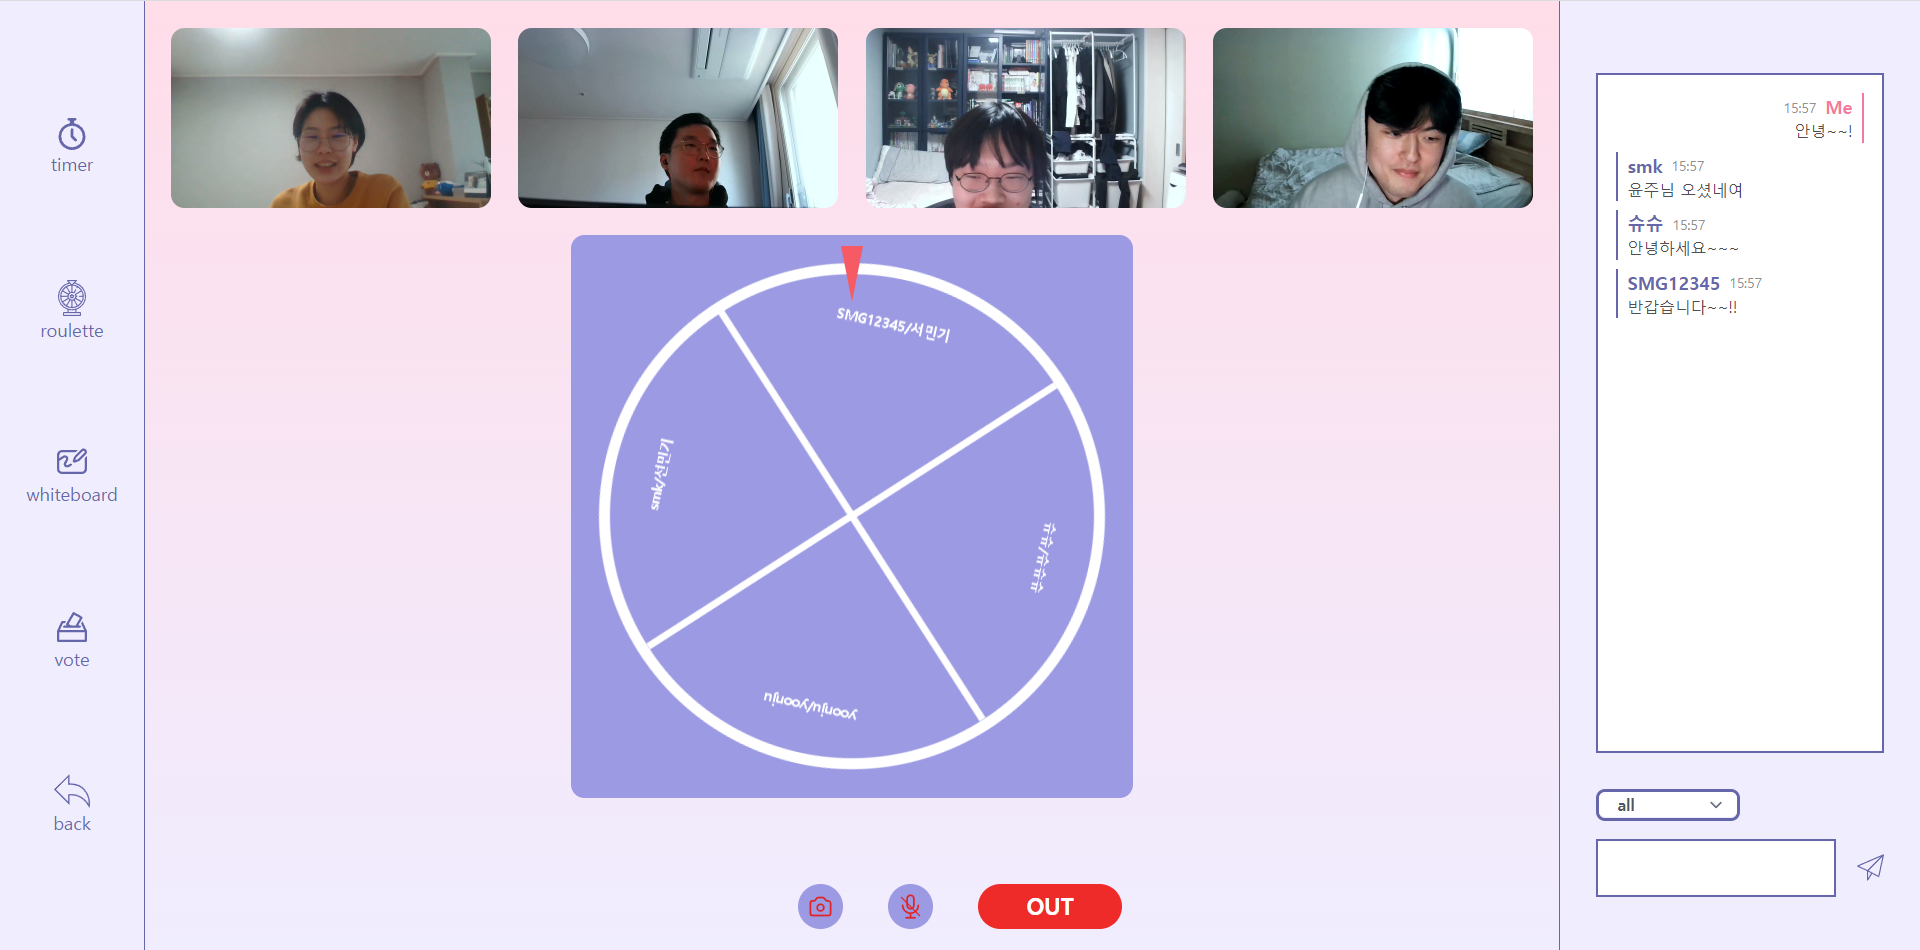 timer
roulette
whiteboard
vote
back
SMG12345/서민기
smk/선민기
슈슈/슈슈슈
yoonju/yoonju
OUT
15:57 Me
안녕~~!
smk 15:57
윤주님 오셨네여
슈슈 15:57
안녕하세요~~~
SMG12345 15:57
반갑습니다~~!!
all